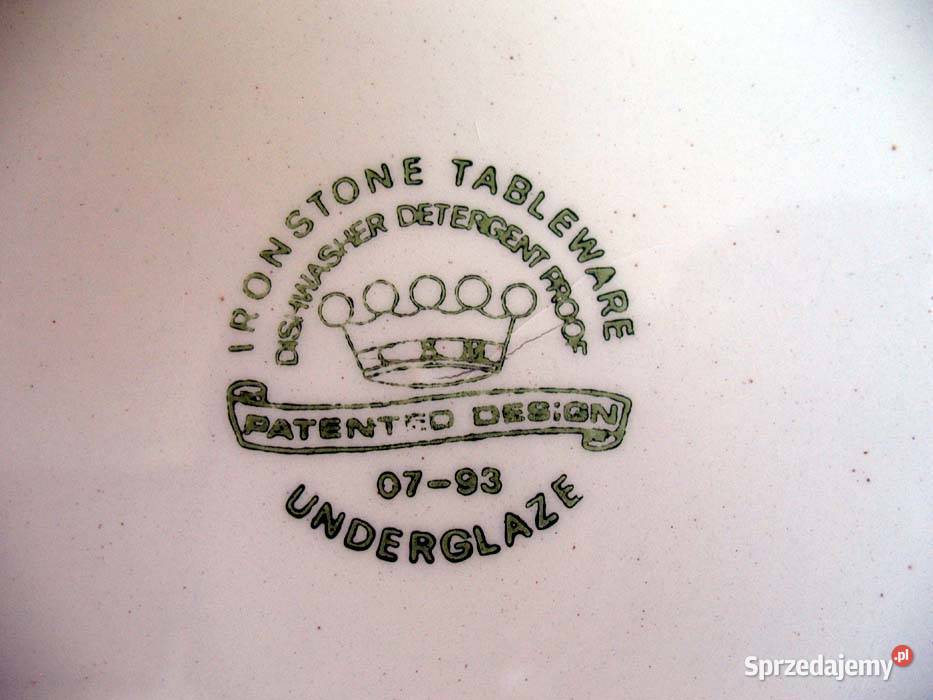 IRONSTONE TABLEWARE
DISHWASHER DETERGENT PROOF
PATENTED DESIGN
07-93
UNDERGLAZE
Sprzedajemy.pl